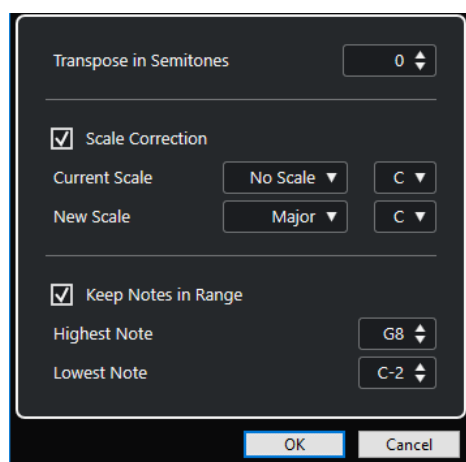 Transpose in Semitones 0
Scale Correction
Current Scale No Scale C
New Scale Major C
Keep Notes in Range
Highest Note G8
Lowest Note C-2
OK Cancel